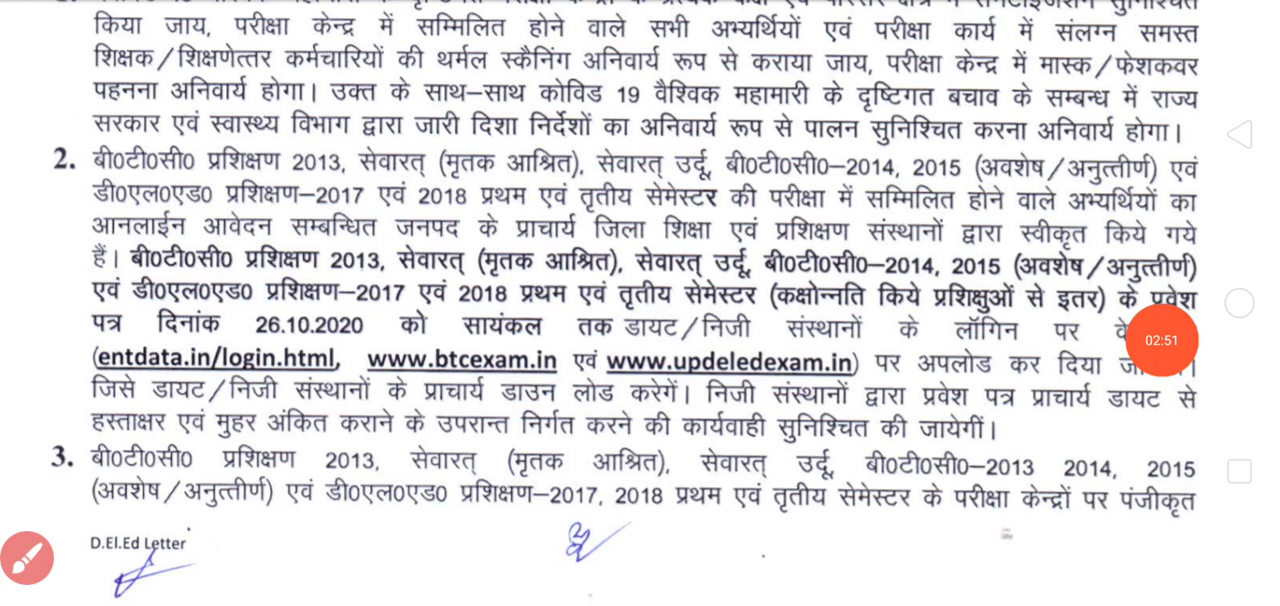 किया जाय, परीक्षा केन्द्र में सम्मिलित होने वाले सभी अभ्यर्थियों एवं परीक्षा कार्य में संलग्न समस्त
शिक्षक/शिक्षणेत्तर कर्मचारियों की थर्मल स्कैनिंग अनिवार्य रूप से कराया जाय, परीक्षा केन्द्र में मास्क/फेशकवर
पहनना अनिवार्य होगा। उक्त के साथ–साथ कोविड 19 वैश्विक महामारी के दृष्टिगत बचाव के सम्बन्ध में राज्य
सरकार एवं स्वास्थ्य विभाग द्वारा जारी दिशा निर्देशों का अनिवार्य रूप से पालन सुनिश्चित करना अनिवार्य होगा।
2. बी0टी0सी0 प्रशिक्षण 2013, सेवारत् (मृतक आश्रित), सेवारत् उर्दू, बी0टी0सी0–2014, 2015 (अवशेष/अनुत्तीर्ण) एवं
डी0एल0एड0 प्रशिक्षण–2017 एवं 2018 प्रथम एवं तृतीय सेमेस्टर की परीक्षा में सम्मिलित होने वाले अभ्यर्थियों का
आनलाईन आवेदन सम्बन्धित जनपद के प्राचार्य जिला शिक्षा एवं प्रशिक्षण संस्थानों द्वारा स्वीकृत किये गये
हैं। बी0टी0सी0 प्रशिक्षण 2013, सेवारत् (मृतक आश्रित), सेवारत् उर्दू, बी0टी0सी0–2014, 2015 (अवशेष/अनुत्तीर्ण)
एवं डी0एल0एड0 प्रशिक्षण–2017 एवं 2018 प्रथम एवं तृतीय सेमेस्टर (कक्षोन्नति किये प्रशिक्षुओं से इतर) के प्रवेश
पत्र दिनांक 26.10.2020 को सायंकल तक डायट/निजी संस्थानों के लॉगिन पर
02:51
(entdata.in/login.html, www.btcexam.in एवं www.updeledexam.in) पर अपलोड कर दिया
जिसे डायट/निजी संस्थानों के प्राचार्य डाउन लोड करेगें। निजी संस्थानों द्वारा प्रवेश पत्र प्राचार्य डायट से
हस्ताक्षर एवं मुहर अंकित कराने के उपरान्त निर्गत करने की कार्यवाही सुनिश्चित की जायेगीं।
3. बी0टी0सी0 प्रशिक्षण 2013, सेवारत् (मृतक आश्रित), सेवारत् उर्दू, बी0टी0सी0–2013 2014, 2015
(अवशेष/अनुत्तीर्ण) एवं डी0एल0एड0 प्रशिक्षण–2017, 2018 प्रथम एवं तृतीय सेमेस्टर के परीक्षा केन्द्रों पर पंजीकृत
D.El.Ed Letter